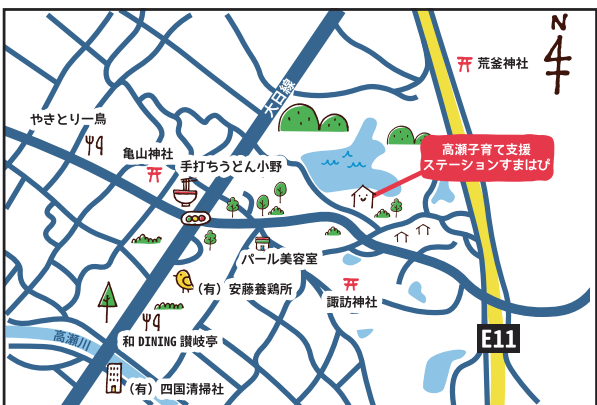 N
荒釜神社
大日線
やきとり一鳥
亀山神社
手打ちうどん小野
高瀬子育て支援
ステーションすまはぴ
パール美容室
(有) 安藤養鶏所
諏訪神社
高瀬川
和 DINING 讃岐亭
E11
(有) 四国清掃社